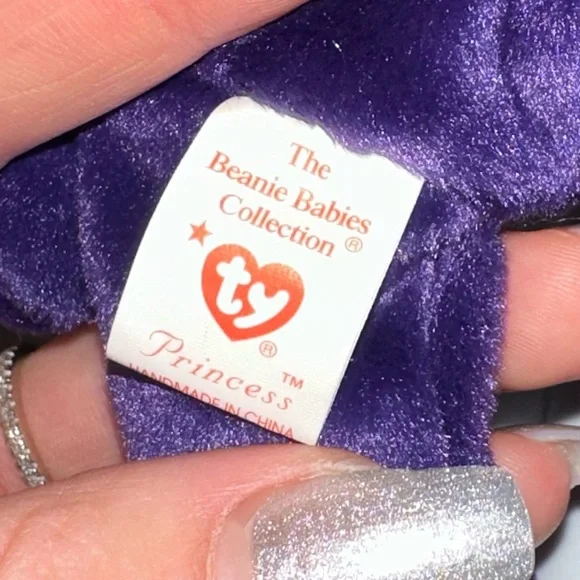 The
Beanie Babies
Collection ®
ty
®
Princess ™
HANDMADE IN CHINA